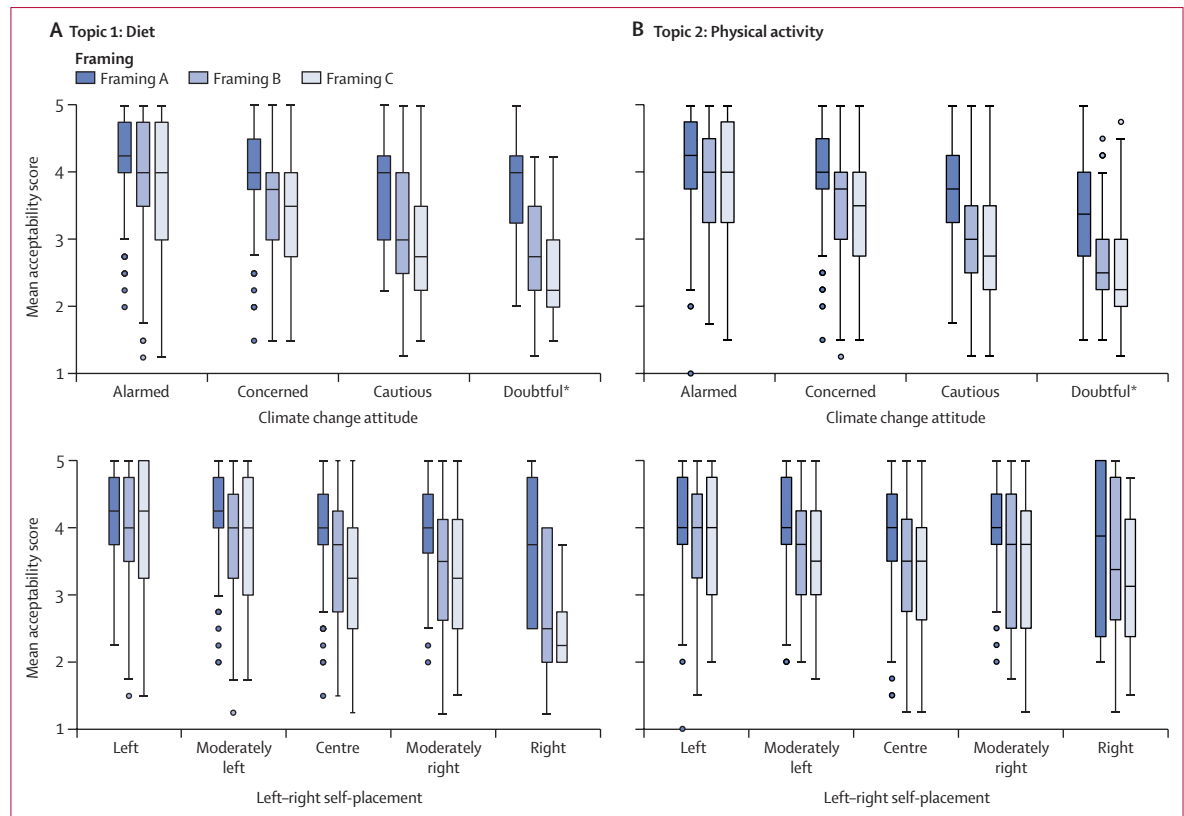 A Topic 1: Diet
B Topic 2: Physical activity
Framing
Framing A Framing B Framing C
Mean acceptability score
5
4
3
2
1
Alarmed Concerned Cautious Doubtful*
Climate change attitude
Alarmed Concerned Cautious Doubtful*
Climate change attitude
Mean acceptability score
5
4
3
2
1
Left Moderately left Centre Moderately right Right
Left–right self-placement
Left Moderately left Centre Moderately right Right
Left–right self-placement